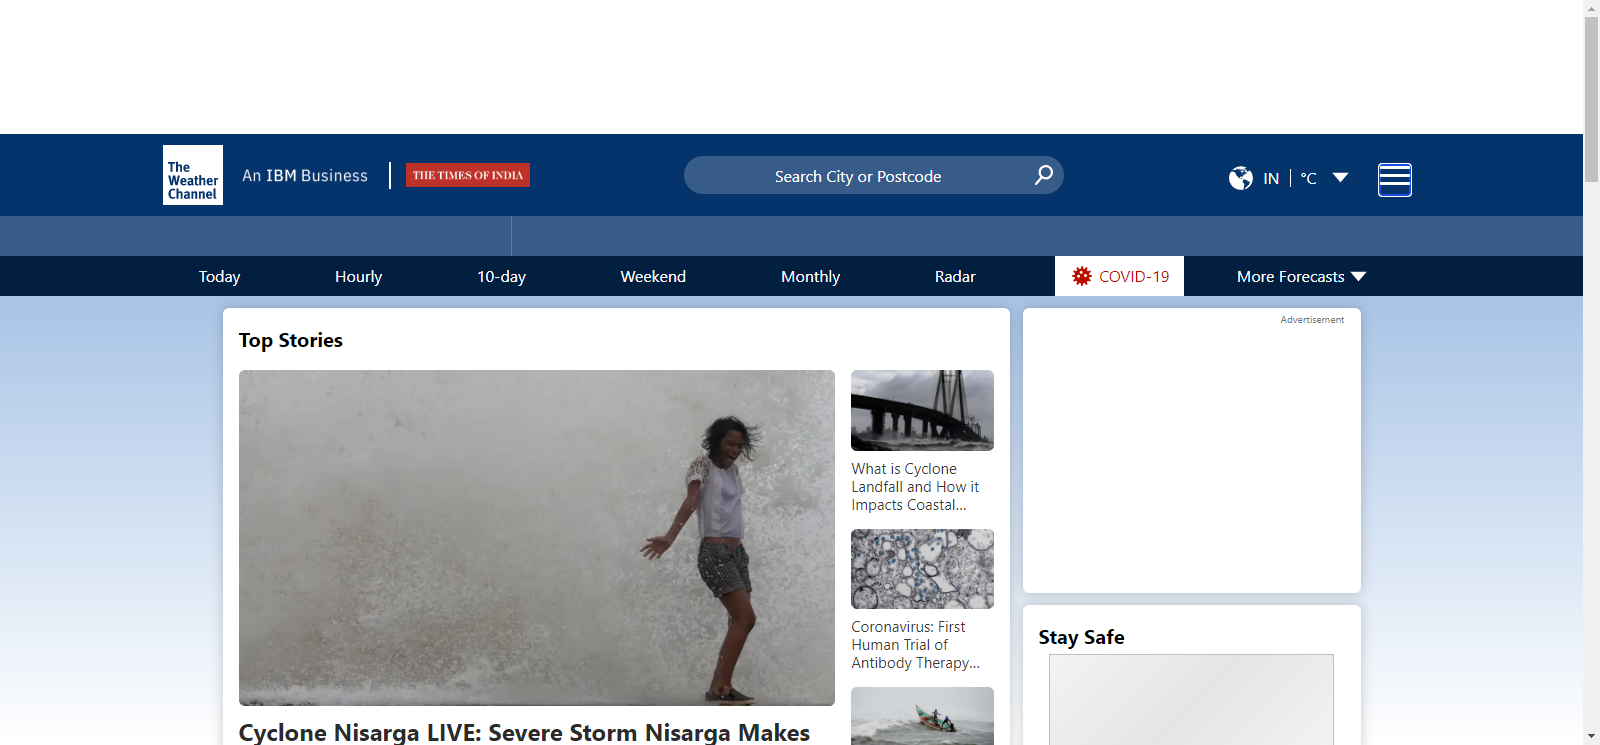 The
Weather
Channel
An IBM Business
THE TIMES OF INDIA
Search City or Postcode
IN
°C
Today
Hourly
10-day
Weekend
Monthly
Radar
COVID-19
More Forecasts
Top Stories
Advertisement
What is Cyclone
Landfall and How it
Impacts Coastal...
Coronavirus: First
Human Trial of
Antibody Therapy...
Stay Safe
Cyclone Nisarga LIVE: Severe Storm Nisarga Makes